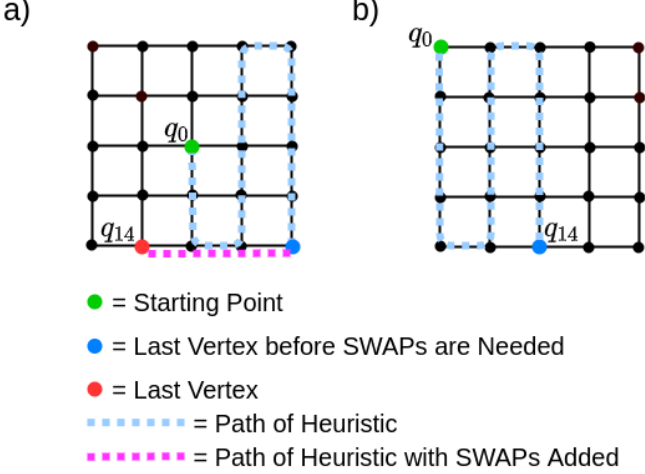 a)
b)
q0
q14
q0
q14
= Starting Point
= Last Vertex before SWAPs are Needed
= Last Vertex
= Path of Heuristic
= Path of Heuristic with SWAPs Added